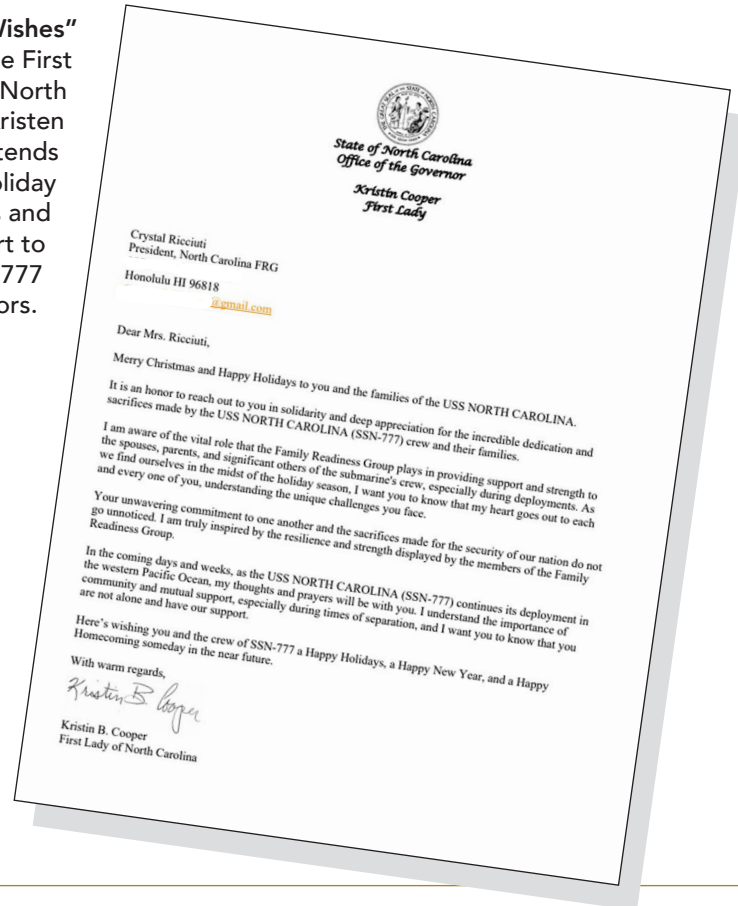 Wishes”
e First
North
risten
tends
oliday
and
rt to
777
ors.
THE GREAT SEAL OF THE STATE OF NORTH CAROLINA
State of North Carolina
Office of the Governor
Kristin Cooper
First Lady
Crystal Ricciuti
President, North Carolina FRG
Honolulu HI 96818
@gmail.com
Dear Mrs. Ricciuti,
Merry Christmas and Happy Holidays to you and the families of the USS NORTH CAROLINA.
It is an honor to reach out to you in solidarity and deep appreciation for the incredible dedication and
sacrifices made by the USS NORTH CAROLINA (SSN-777) crew and their families.
I am aware of the vital role that the Family Readiness Group plays in providing support and strength to
the spouses, parents, and significant others of the submarine's crew, especially during deployments. As
we find ourselves in the midst of the holiday season, I want you to know that my heart goes out to each
and every one of you, understanding the unique challenges you face.
Your unwavering commitment to one another and the sacrifices made for the security of our nation do not
go unnoticed. I am truly inspired by the resilience and strength displayed by the members of the Family
Readiness Group.
In the coming days and weeks, as the USS NORTH CAROLINA (SSN-777) continues its deployment in
the western Pacific Ocean, my thoughts and prayers will be with you. I understand the importance of
community and mutual support, especially during times of separation, and I want you to know that you
are not alone and have our support.
Here’s wishing you and the crew of SSN-777 a Happy Holidays, a Happy New Year, and a Happy
Homecoming someday in the near future.
With warm regards,
Kristin B. Cooper
Kristin B. Cooper
First Lady of North Carolina